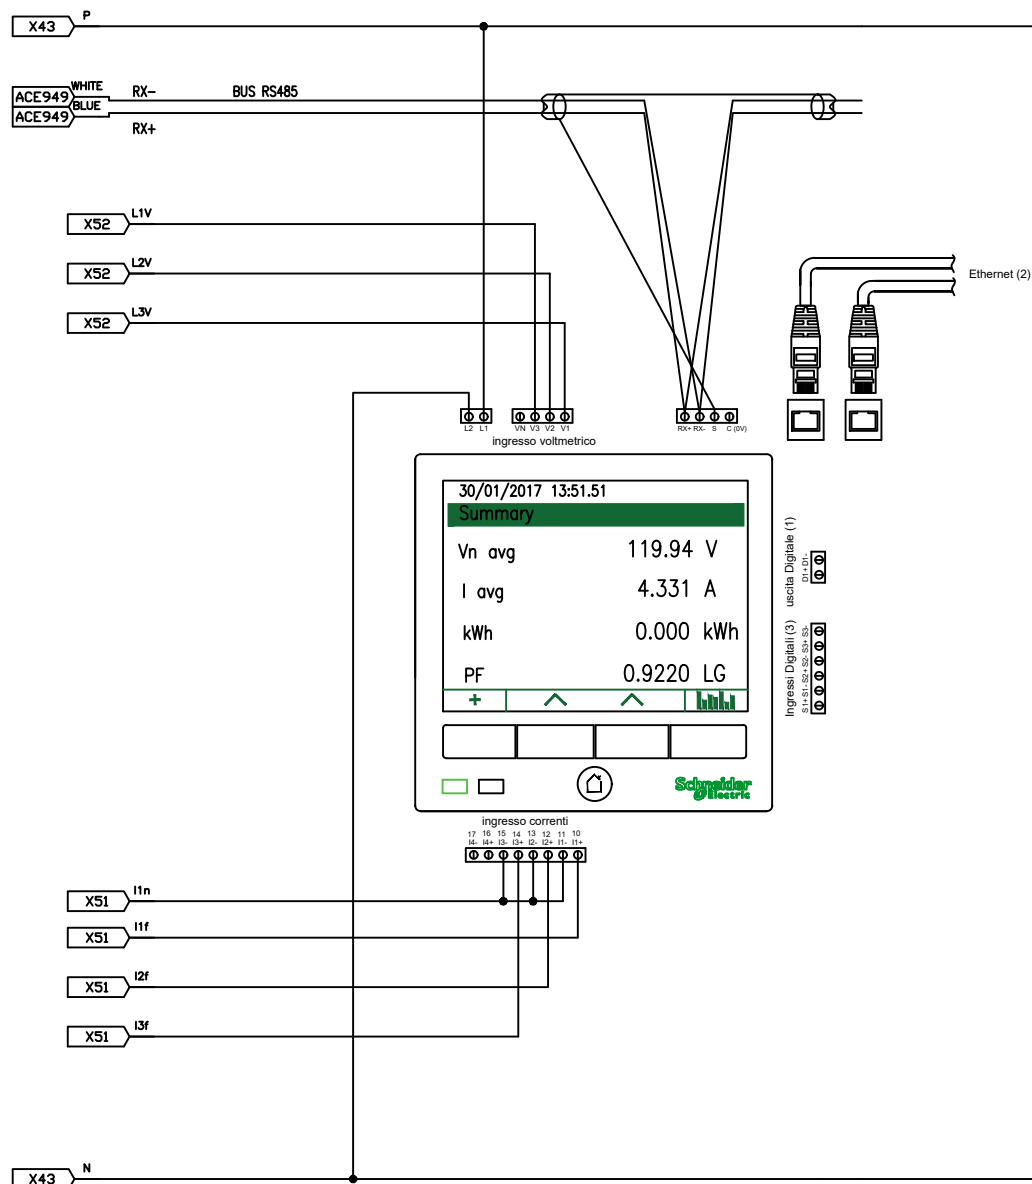 X43 P
ACE949 WHITE RX- BUS RS485
ACE949 BLUE RX+
X52 L1V
X52 L2V
X52 L3V
Ethernet (2)
L2 L1 VN V3 V2 V1 RX+ RX- S C (0V)
ingresso voltmetrico
30/01/2017 13:51.51
Summary
Vn avg 119.94 V
I avg 4.331 A
kWh 0.000 kWh
PF 0.9220 LG
+
uscita Digitale (1)
D1+ D1-
Ingressi Digitali (3)
S1+ S1- S2+ S2- S3+ S3-
Schneider
Electric
ingresso correnti
17 16 15 14 13 12 11 10
I4- I4+ I3- I3+ I2- I2+ I1- I1+
X51 I1n
X51 I1f
X51 I2f
X51 I3f
X43 N